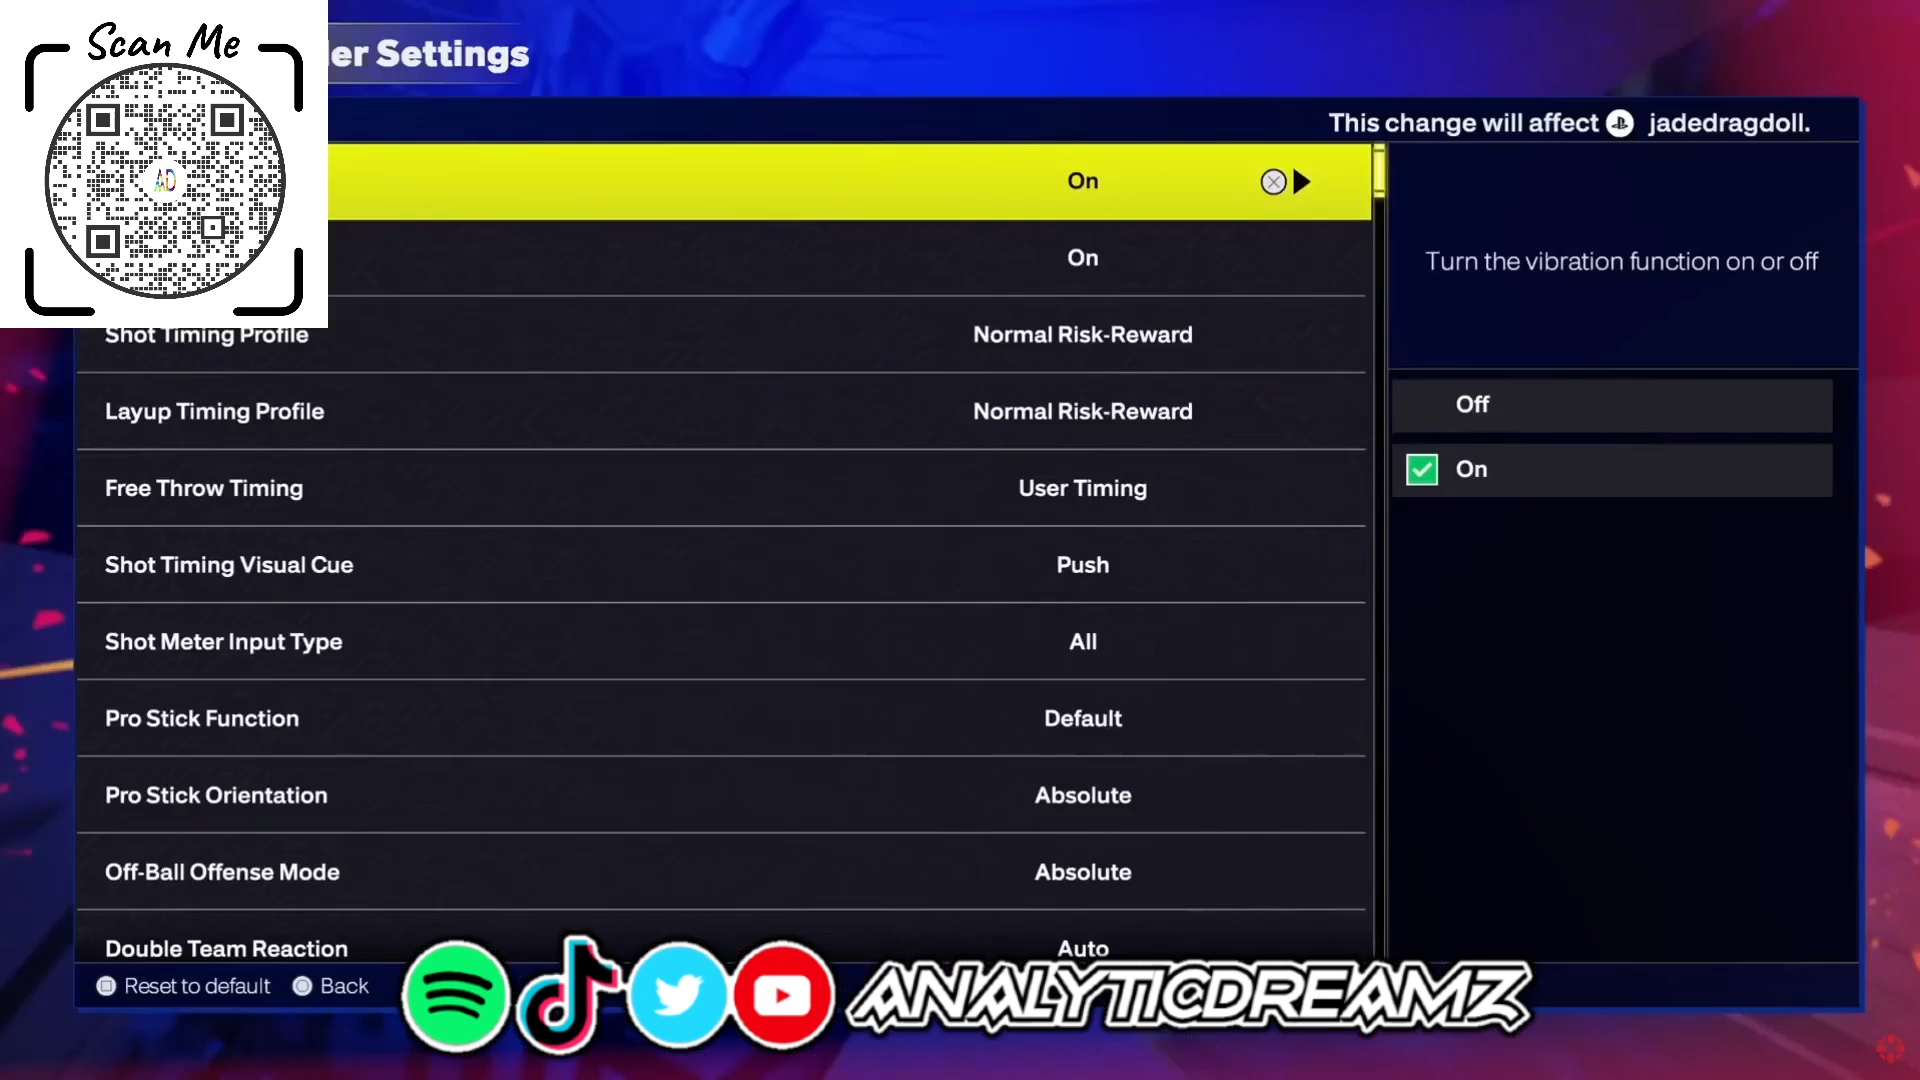 Scan Me
er Settings
AD
This change will affect jadedragdoll.
On
On
Turn the vibration function on or off
Shot Timing Profile Normal Risk-Reward
Layup Timing Profile Normal Risk-Reward
Off
On
Free Throw Timing User Timing
Shot Timing Visual Cue Push
Shot Meter Input Type All
Pro Stick Function Default
Pro Stick Orientation Absolute
Off-Ball Offense Mode Absolute
Double Team Reaction Auto
Reset to default Back
ANALYTICDREAMZ